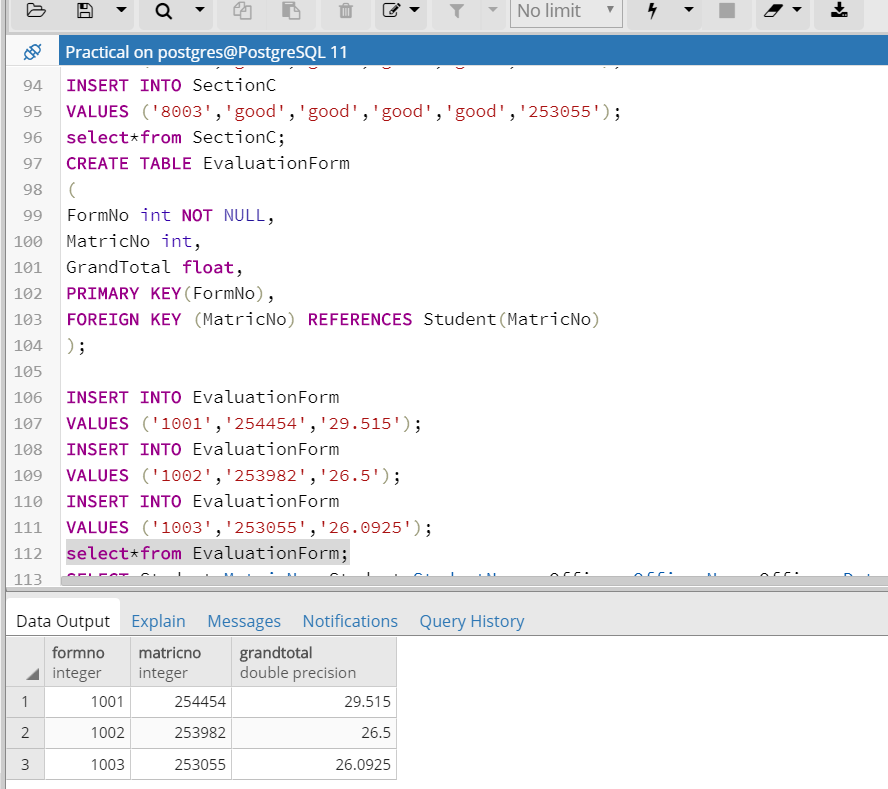 No limit
Practical on postgres@PostgreSQL 11
94 INSERT INTO SectionC
95 VALUES ('8003','good','good','good','good','253055');
96 select*from SectionC;
97 CREATE TABLE EvaluationForm
98 (
99 FormNo int NOT NULL,
100 MatricNo int,
101 GrandTotal float,
102 PRIMARY KEY(FormNo),
103 FOREIGN KEY (MatricNo) REFERENCES Student(MatricNo)
104 );
105
106 INSERT INTO EvaluationForm
107 VALUES ('1001','254454','29.515');
108 INSERT INTO EvaluationForm
109 VALUES ('1002','253982','26.5');
110 INSERT INTO EvaluationForm
111 VALUES ('1003','253055','26.0925');
112 select*from EvaluationForm;
113
Data Output Explain Messages Notifications Query History
formno matricno grandtotal
integer integer double precision
1 1001 254454 29.515
2 1002 253982 26.5
3 1003 253055 26.0925